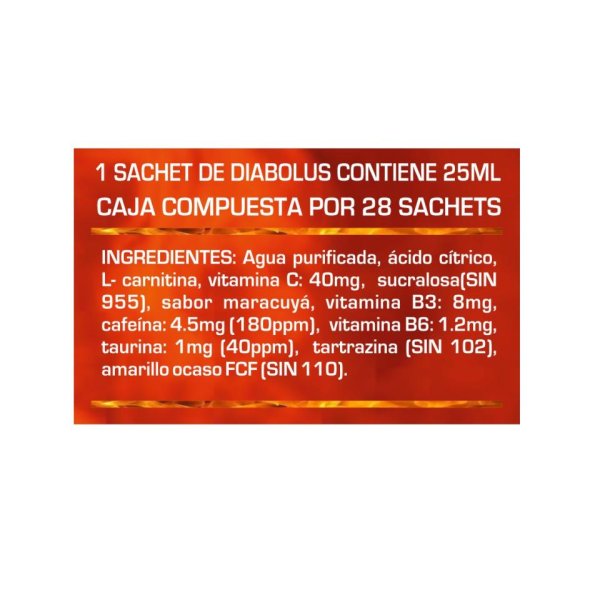 1 SACHET DE DIABOLUS CONTIENE 25ML
CAJA COMPUESTA POR 28 SACHETS
INGREDIENTES: Agua purificada, ácido cítrico,
L- carnitina, vitamina C: 40mg, sucralosa(SIN
955), sabor maracuyá, vitamina B3: 8mg,
cafeína: 4.5mg (180ppm), vitamina B6: 1.2mg,
taurina: 1mg (40ppm), tartrazina (SIN 102),
amarillo ocaso FCF (SIN 110).